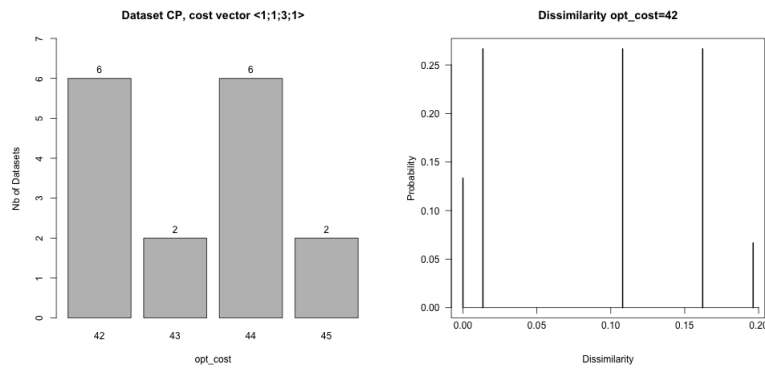 Dataset CP, cost vector <1;1;3;1>
Nb of Datasets
7
6
5
4
3
2
1
0
6
2
6
2
42 43 44 45
opt_cost
Dissimilarity opt_cost=42
Probability
0.25
0.20
0.15
0.10
0.05
0.00
0.00 0.05 0.10 0.15 0.20
Dissimilarity